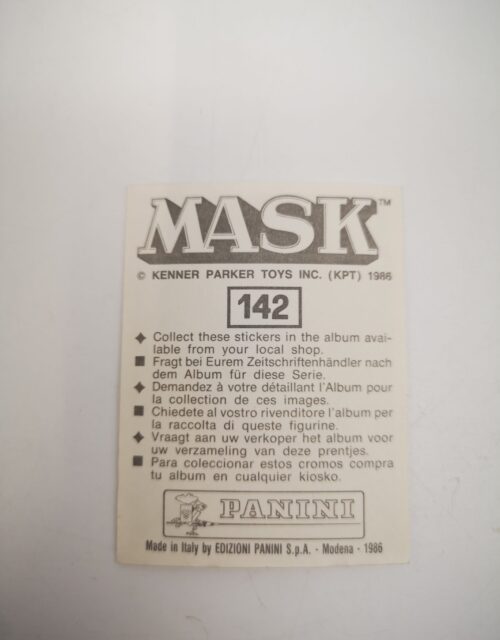 MASK™
© KENNER PARKER TOYS INC. (KPT) 1986
142
◆ Collect these stickers in the album avai-
lable from your local shop.
■ Fragt bei Eurem Zeitschriftenhändler nach
dem Album für diese Serie.
◆ Demandez à votre détaillant l'Album pour
la collection de ces images.
■ Chiedete al vostro rivenditore l'album per
la raccolta di queste figurine.
◆ Vraagt aan uw verkoper het album voor
uw verzameling van deze prentjes.
■ Para coleccionar estos cromos compra
tu album en cualquier kiosko.
PANINI
Made in Italy by EDIZIONI PANINI S.p.A. - Modena - 1986